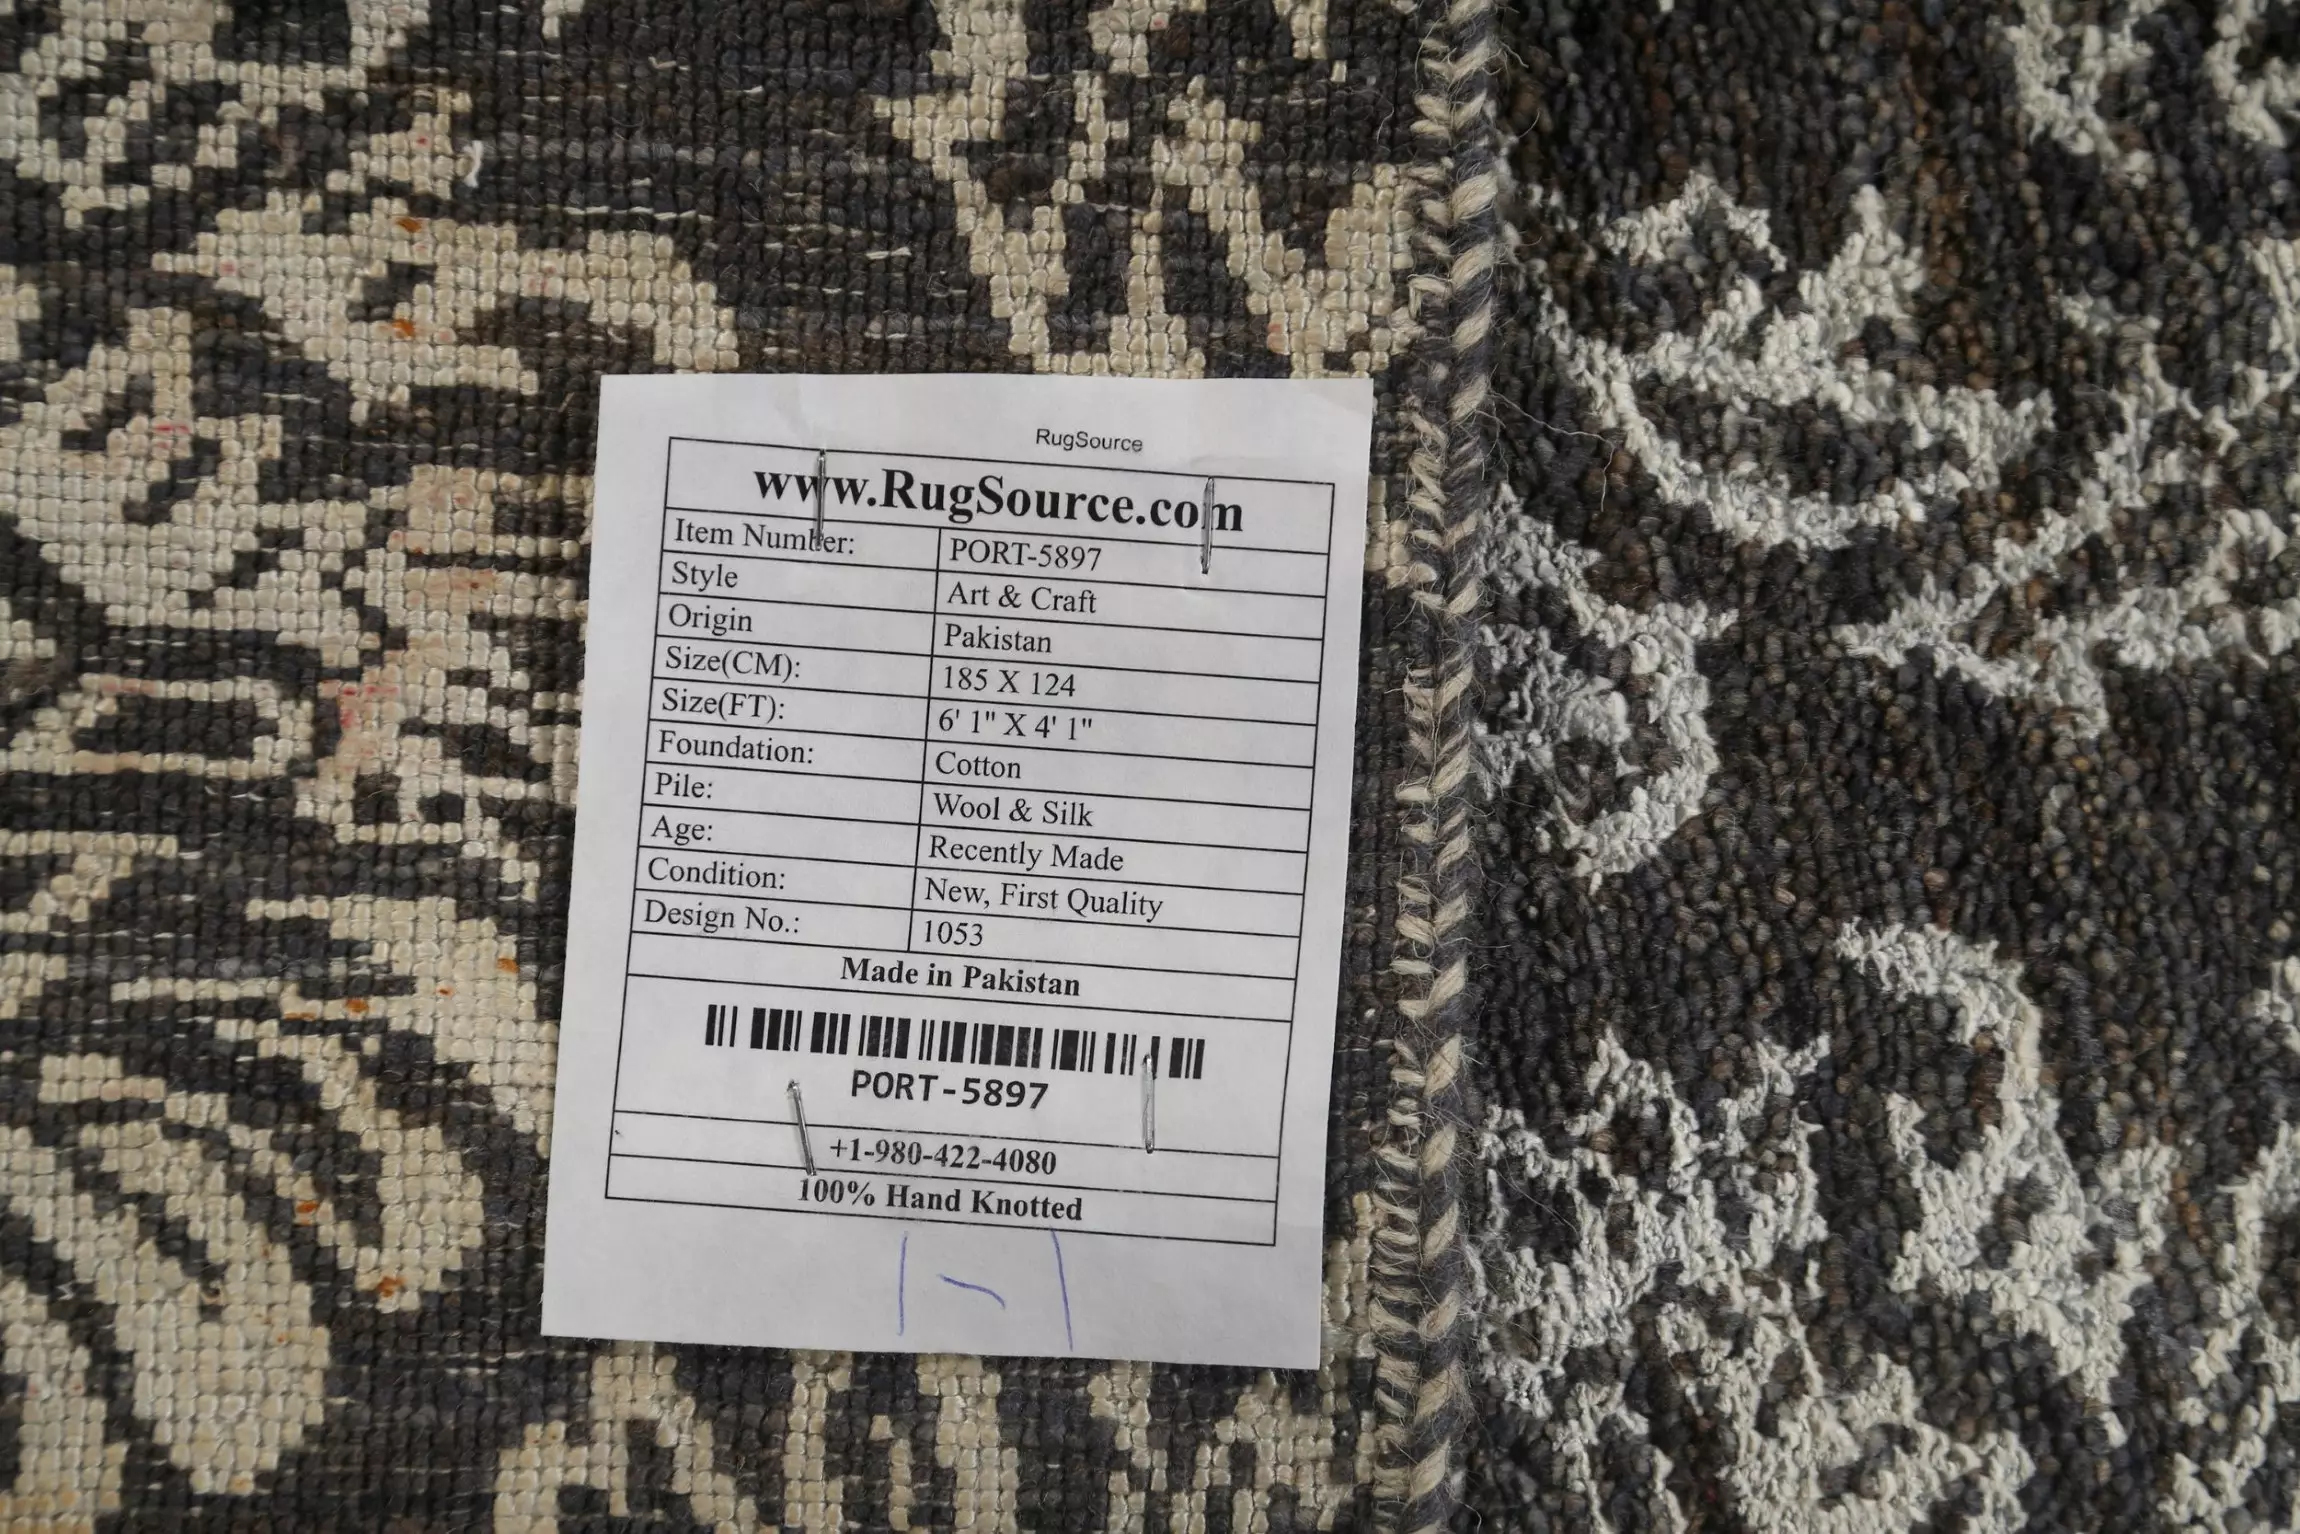 RugSource
www.RugSource.com
Item Number: PORT-5897
Style Art & Craft
Origin Pakistan
Size(CM): 185 X 124
Size(FT): 6' 1" X 4' 1"
Foundation: Cotton
Pile: Wool & Silk
Age: Recently Made
Condition: New, First Quality
Design No.: 1053
Made in Pakistan
PORT-5897
+1-980-422-4080
100% Hand Knotted
1-1